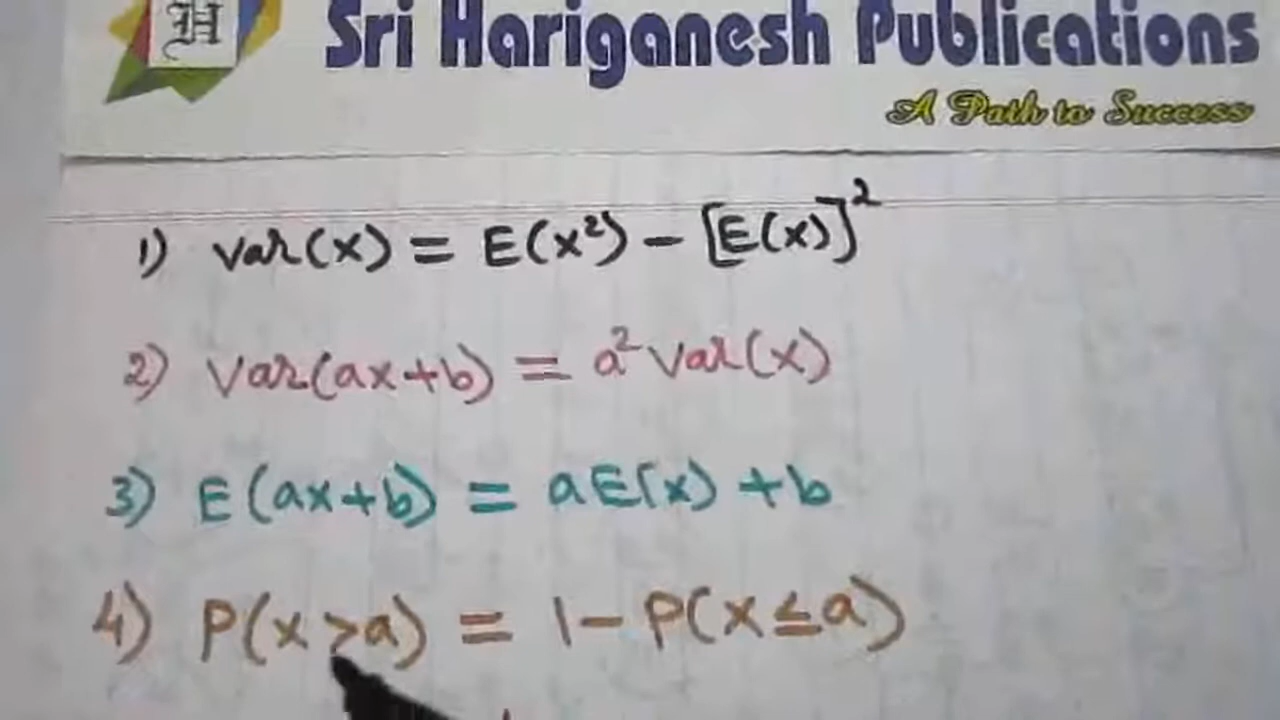 H
Sri Hariganesh Publications
A Path to Success
1) Var(x) = E(x²) - [E(x)]²
2) Var(ax+b) = a² Var(x)
3) E(ax+b) = aE(x) + b
4) P(x>a) = 1 - P(x≤a)